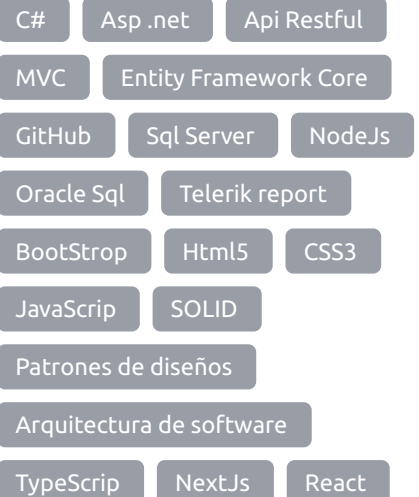 C# Asp .net Api Restful
MVC Entity Framework Core
GitHub Sql Server NodeJs
Oracle Sql Telerik report
BootStrop Html5 CSS3
JavaScrip SOLID
Patrones de diseños
Arquitectura de software
TypeScrip NextJs React